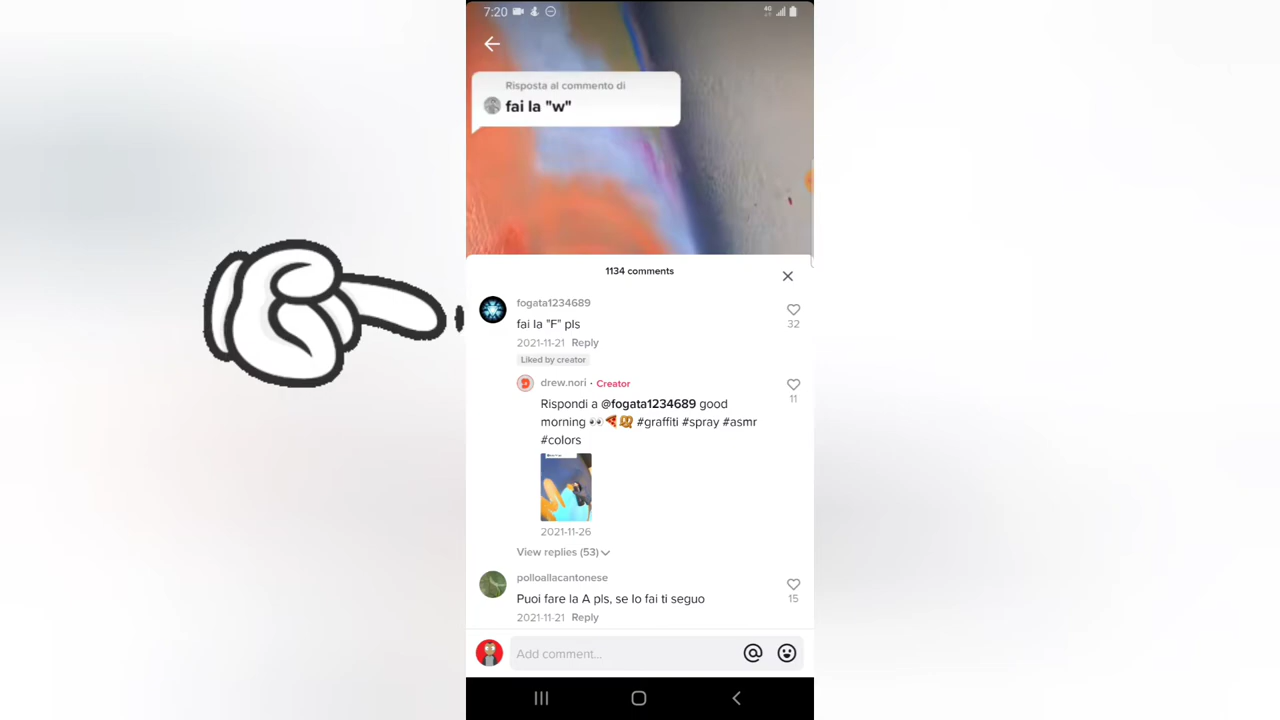 7:20
4G
Risposta al commento di
fai la "w"
1134 comments
fogata1234689
fai la "F" pls
32
2021-11-21 Reply
Liked by creator
drew.nori · Creator
Rispondi a @fogata1234689 good
morning 👀🍕🥨 #graffiti #spray #asmr
#colors
11
2021-11-26
View replies (53)
polloallacantonese
Puoi fare la A pls, se lo fai ti seguo
15
2021-11-21 Reply
Add comment...